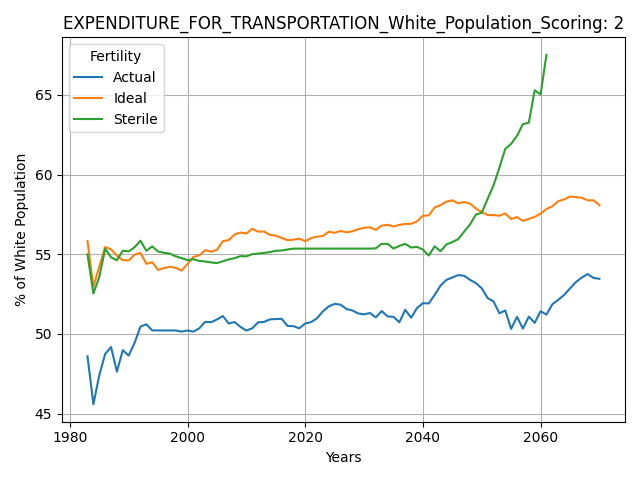 EXPENDITURE_FOR_TRANSPORTATION_White_Population_Scoring: 2
Fertility
Actual
Ideal
Sterile
% of White Population
65
60
55
50
45
1980
2000
2020
2040
2060
Years